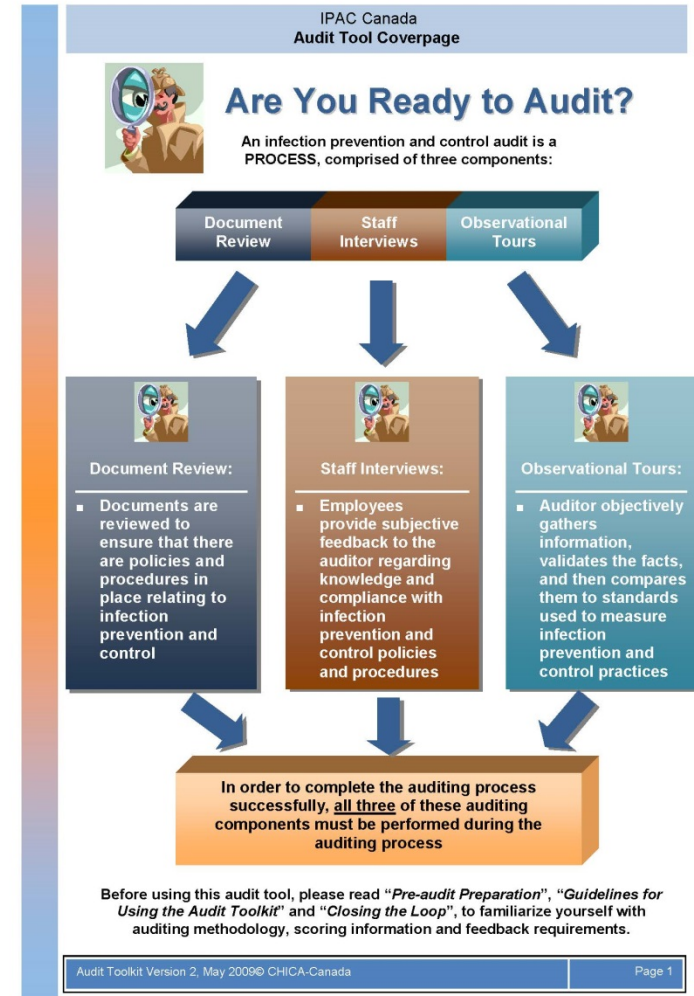 IPAC Canada
Audit Tool Coverpage
Are You Ready to Audit?
An infection prevention and control audit is a
PROCESS, comprised of three components:
Document
Review
Staff
Interviews
Observational
Tours
Document Review:
▪ Documents are
reviewed to
ensure that there
are policies and
procedures in
place relating to
infection
prevention and
control
Staff Interviews:
▪ Employees
provide subjective
feedback to the
auditor regarding
knowledge and
compliance with
infection
prevention and
control policies
and procedures
Observational Tours:
▪ Auditor objectively
gathers
information,
validates the facts,
and then compares
them to standards
used to measure
infection
prevention and
control practices
In order to complete the auditing process
successfully, all three of these auditing
components must be performed during the
auditing process
Before using this audit tool, please read “Pre-audit Preparation”, “Guidelines for
Using the Audit Toolkit” and “Closing the Loop”, to familiarize yourself with
auditing methodology, scoring information and feedback requirements.
Audit Toolkit Version 2, May 2009© CHICA-Canada
Page 1